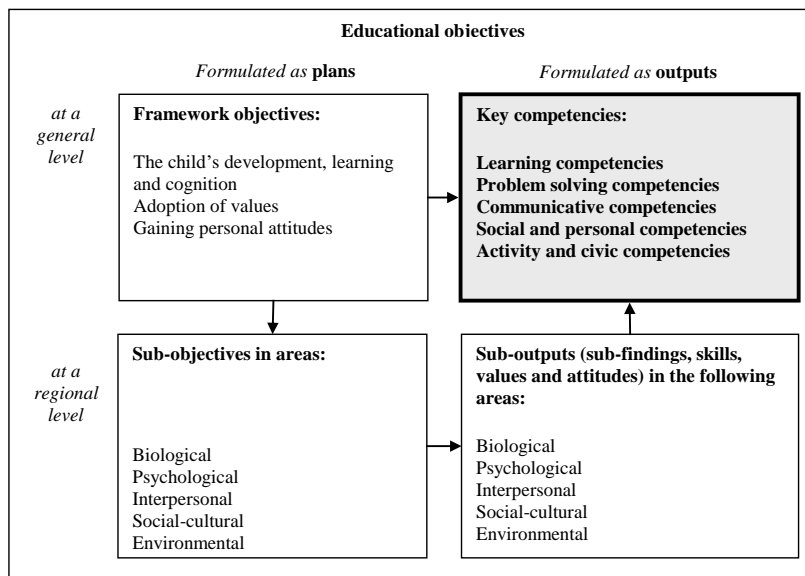 Educational objectives
Formulated as plans
Formulated as outputs
at a
general
level
Framework objectives:
The child’s development, learning
and cognition
Adoption of values
Gaining personal attitudes
Key competencies:
Learning competencies
Problem solving competencies
Communicative competencies
Social and personal competencies
Activity and civic competencies
at a
regional
level
Sub-objectives in areas:
Biological
Psychological
Interpersonal
Social-cultural
Environmental
Sub-outputs (sub-findings, skills,
values and attitudes) in the following
areas:
Biological
Psychological
Interpersonal
Social-cultural
Environmental